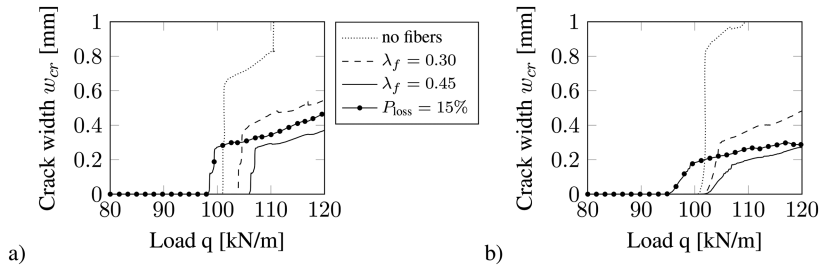 Crack width w_cr [mm]
1
0.8
0.6
0.4
0.2
0
80 90 100 110 120
Load q [kN/m]
a)
no fibers
λ_f = 0.30
λ_f = 0.45
P_loss = 15%
Crack width w_cr [mm]
1
0.8
0.6
0.4
0.2
0
80 90 100 110 120
Load q [kN/m]
b)